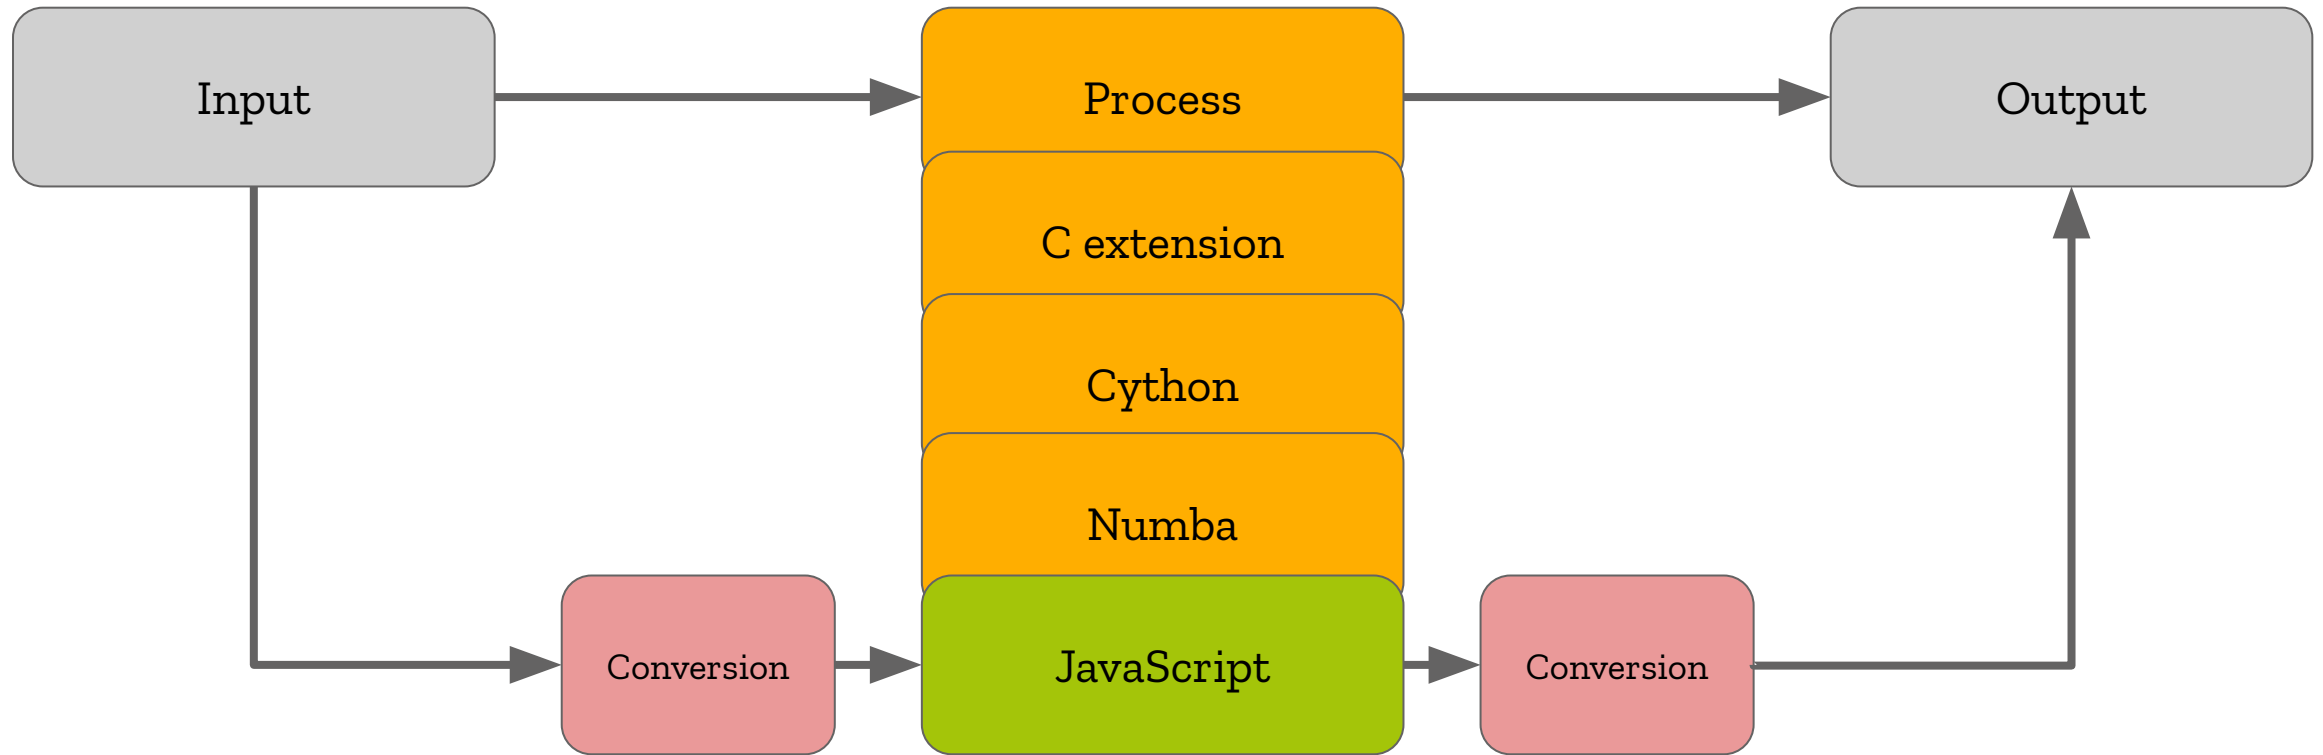 Input
Process
Output
C extension
Cython
Numba
Conversion
JavaScript
Conversion